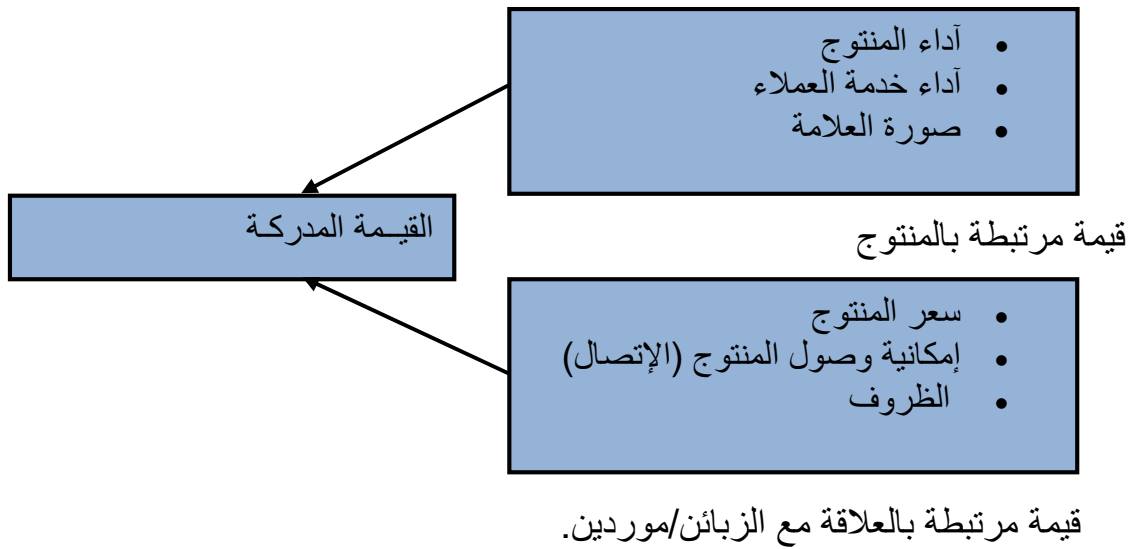 • آداء المنتوج
• آداء خدمة العملاء
• صورة العلامة
القيــمة المدركـة
قيمة مرتبطة بالمنتوج
• سعر المنتوج
• إمكانية وصول المنتوج (الإتصال)
• الظروف
قيمة مرتبطة بالعلاقة مع الزبائن/موردين.